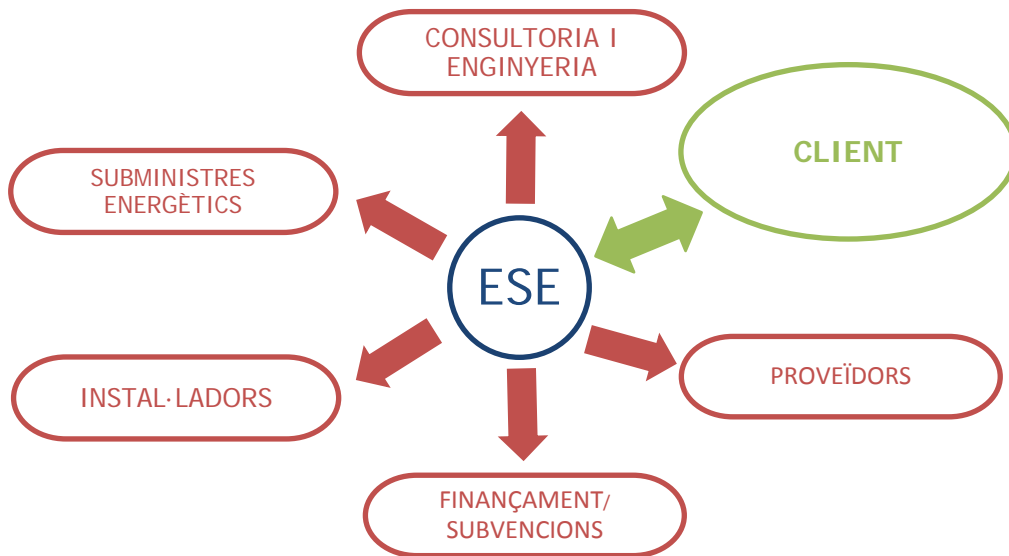 CONSULTORIA I
ENGINYERIA
CLIENT
SUBMINISTRES
ENERGÈTICS
ESE
PROVEÏDORS
INSTAL·LADORS
FINANÇAMENT/
SUBVENCIONS